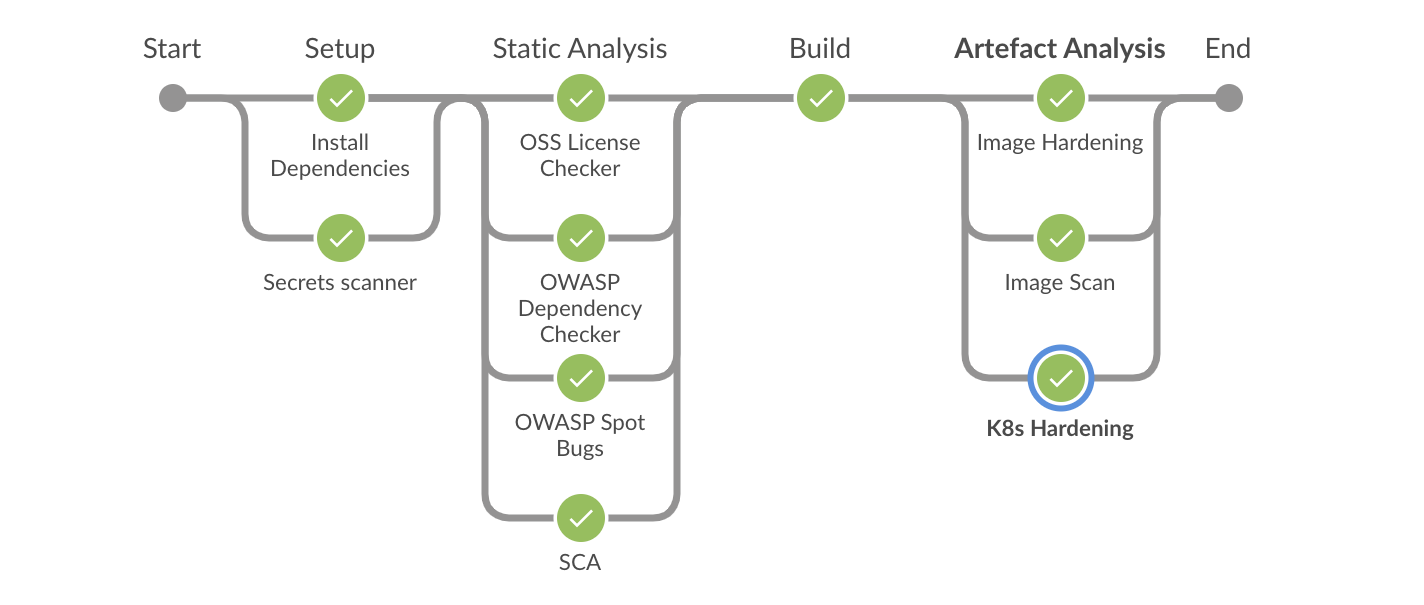 Start
Setup
Static Analysis
Build
Artefact Analysis
End
Install
Dependencies
Secrets scanner
OSS License
Checker
OWASP
Dependency
Checker
OWASP Spot
Bugs
SCA
Image Hardening
Image Scan
K8s Hardening